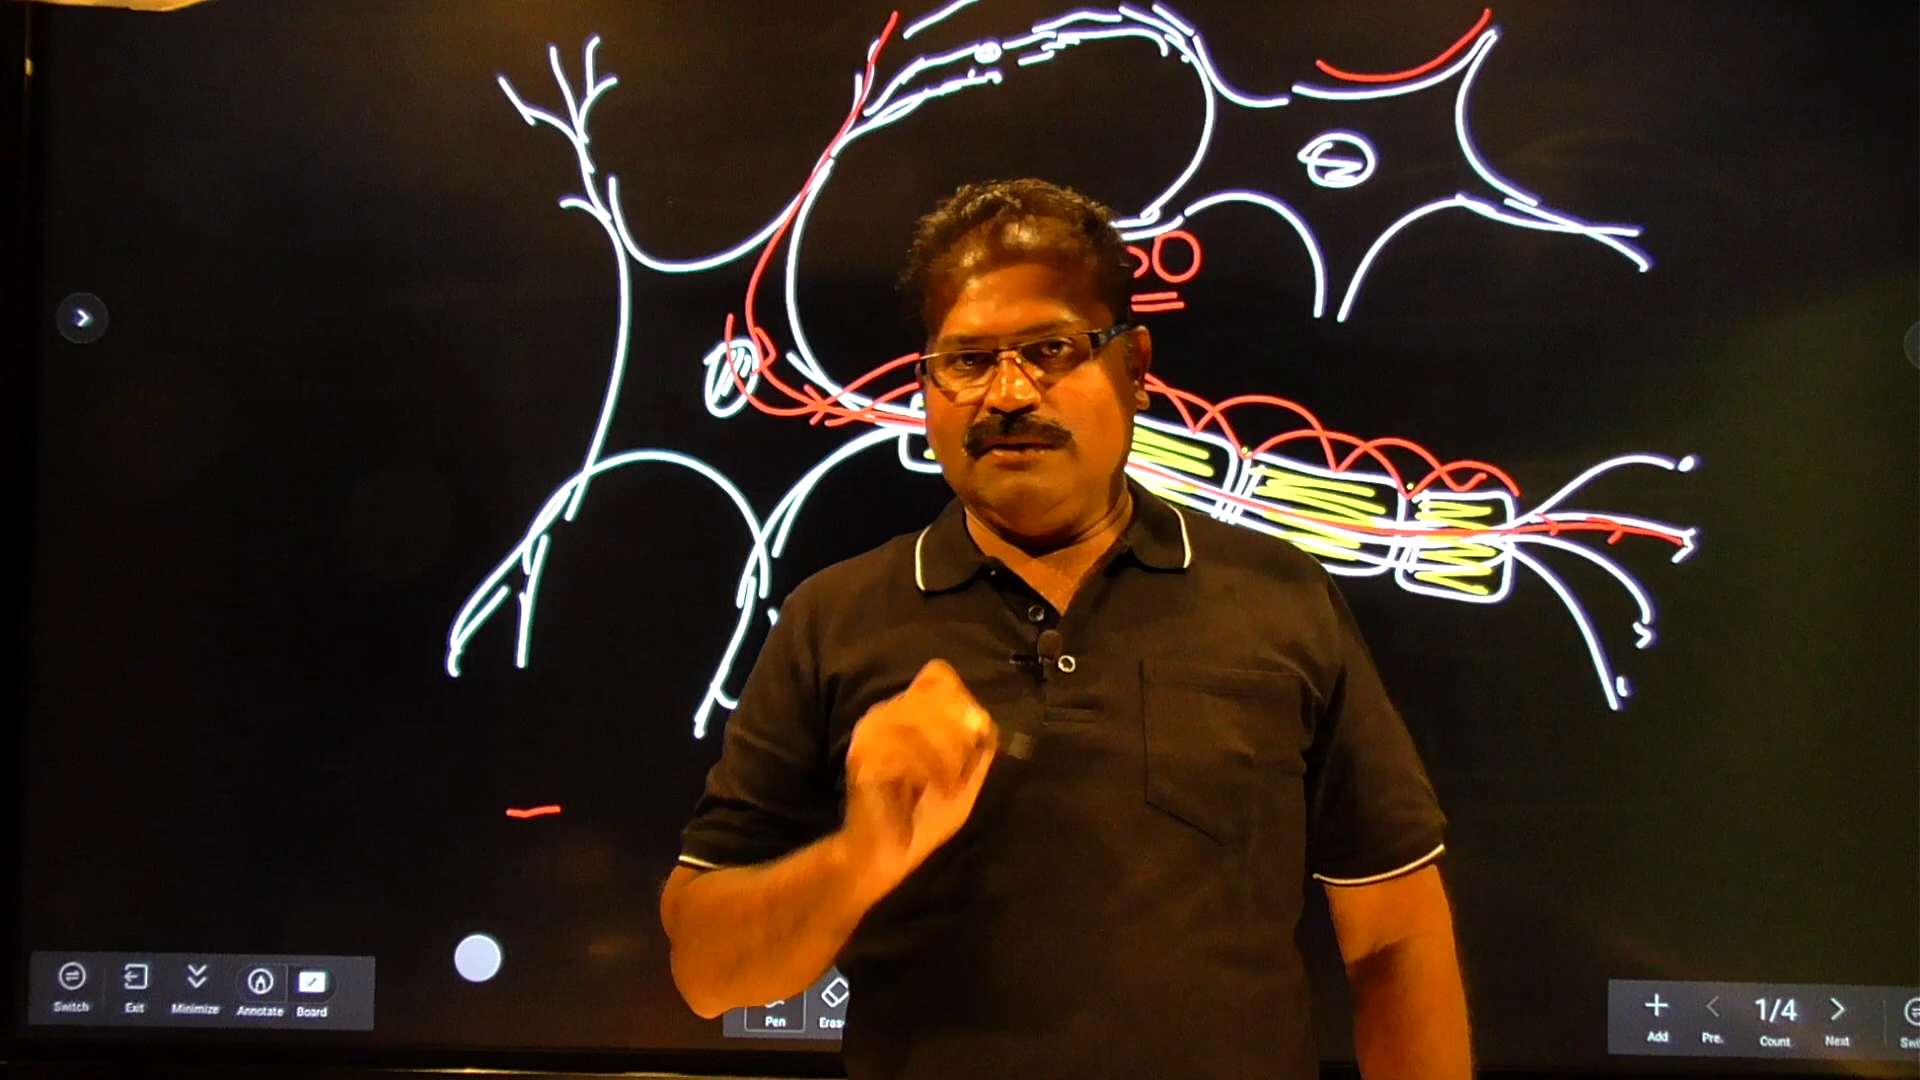 Switch
Exit
Minimize
Annotate
Board
Pen
+
Add
Pre.
1/4
Count
Next